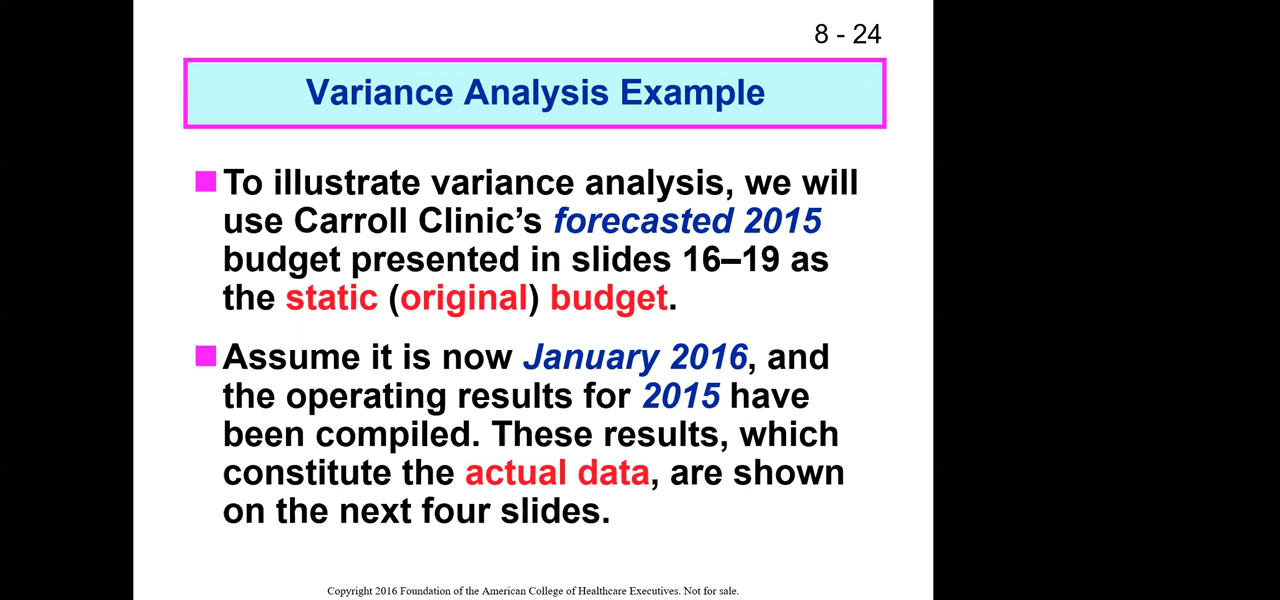 8 - 24
Variance Analysis Example
To illustrate variance analysis, we will
use Carroll Clinic’s forecasted 2015
budget presented in slides 16–19 as
the static (original) budget.
Assume it is now January 2016, and
the operating results for 2015 have
been compiled. These results, which
constitute the actual data, are shown
on the next four slides.
Copyright 2016 Foundation of the American College of Healthcare Executives. Not for sale.